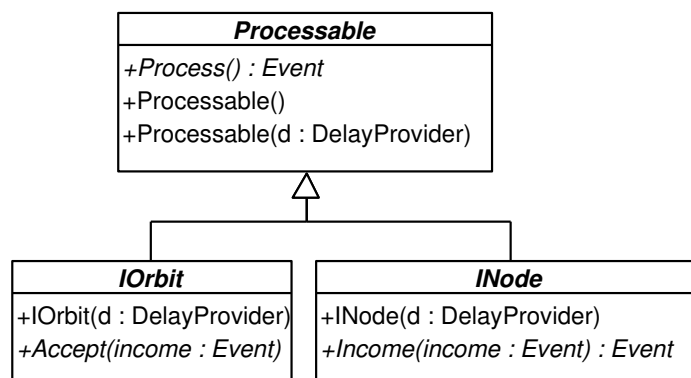 Processable
+Process() : Event
+Processable()
+Processable(d : DelayProvider)
IOrbit
+IOrbit(d : DelayProvider)
+Accept(income : Event)
INode
+INode(d : DelayProvider)
+Income(income : Event) : Event